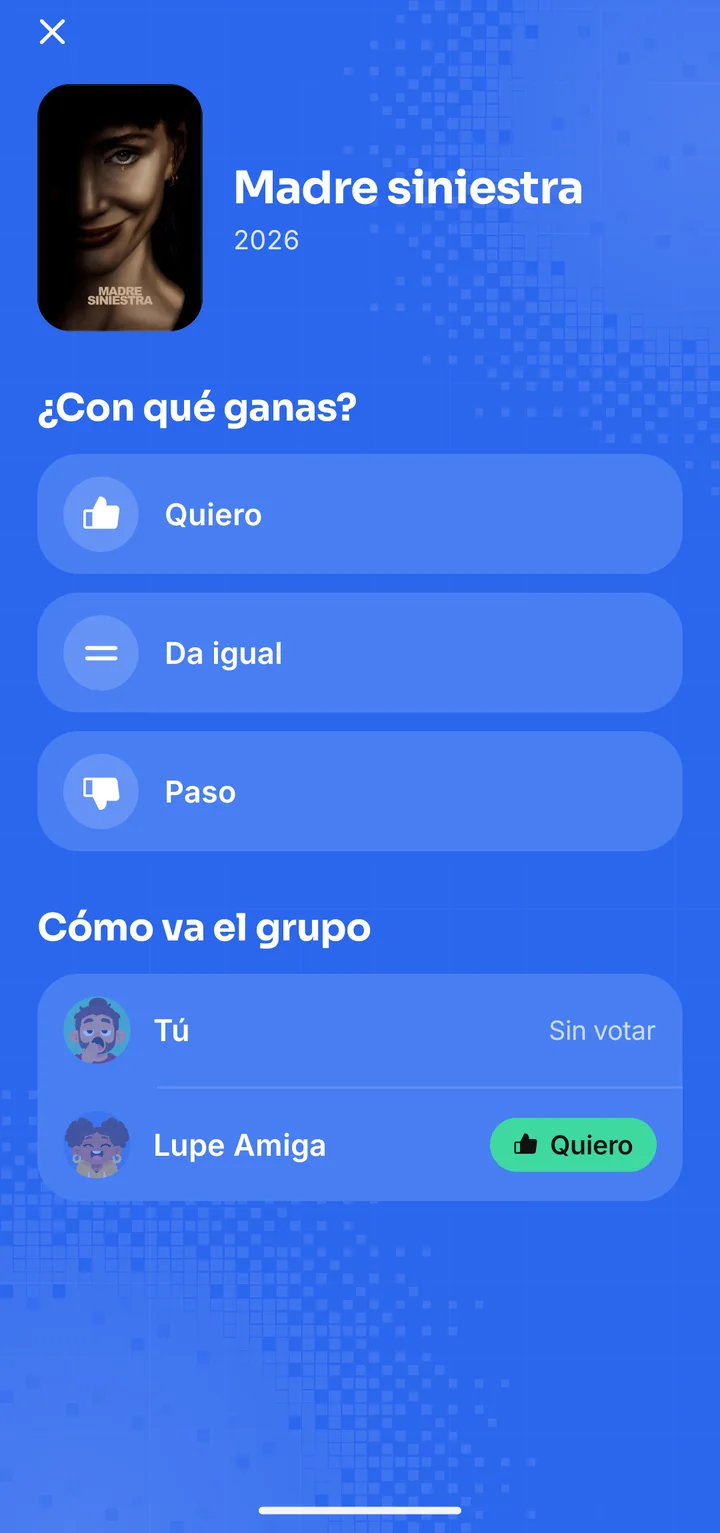 MADRE
SINIESTRA
Madre siniestra
2026
¿Con qué ganas?
Quiero
Da igual
Paso
Cómo va el grupo
Tú
Sin votar
Lupe Amiga
Quiero